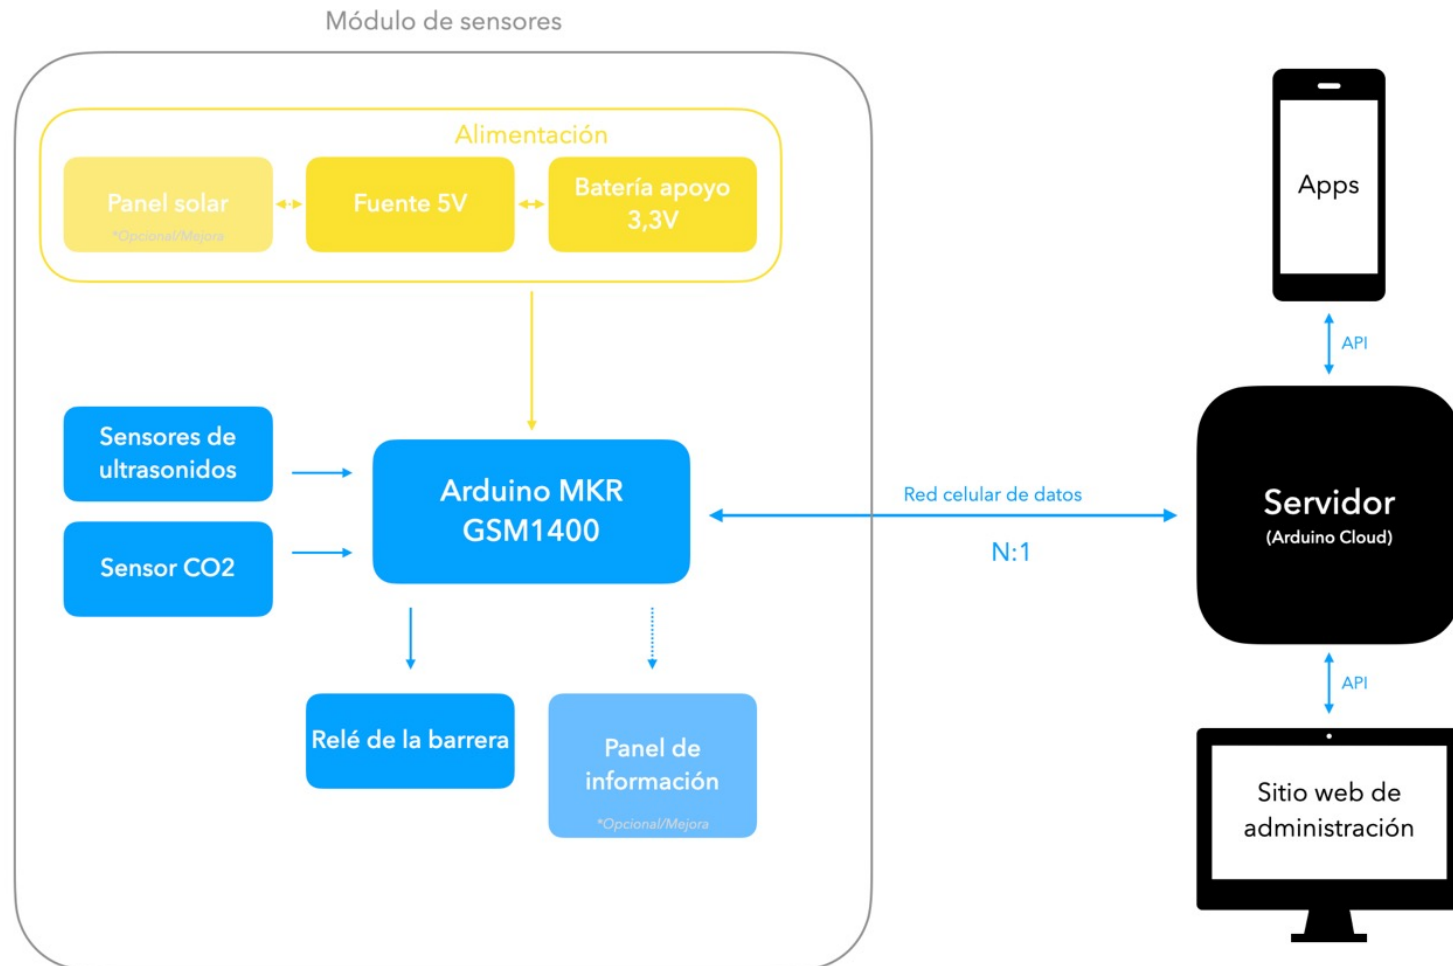 Módulo de sensores
Alimentación
Panel solar
*Opcional/Mejora
Fuente 5V
Batería apoyo
3,3V
Apps
API
Sensores de
ultrasonidos
Sensor CO2
Arduino MKR
GSM1400
Red celular de datos
N:1
Servidor
(Arduino Cloud)
API
Relé de la barrera
Panel de
información
*Opcional/Mejora
Sitio web de
administración